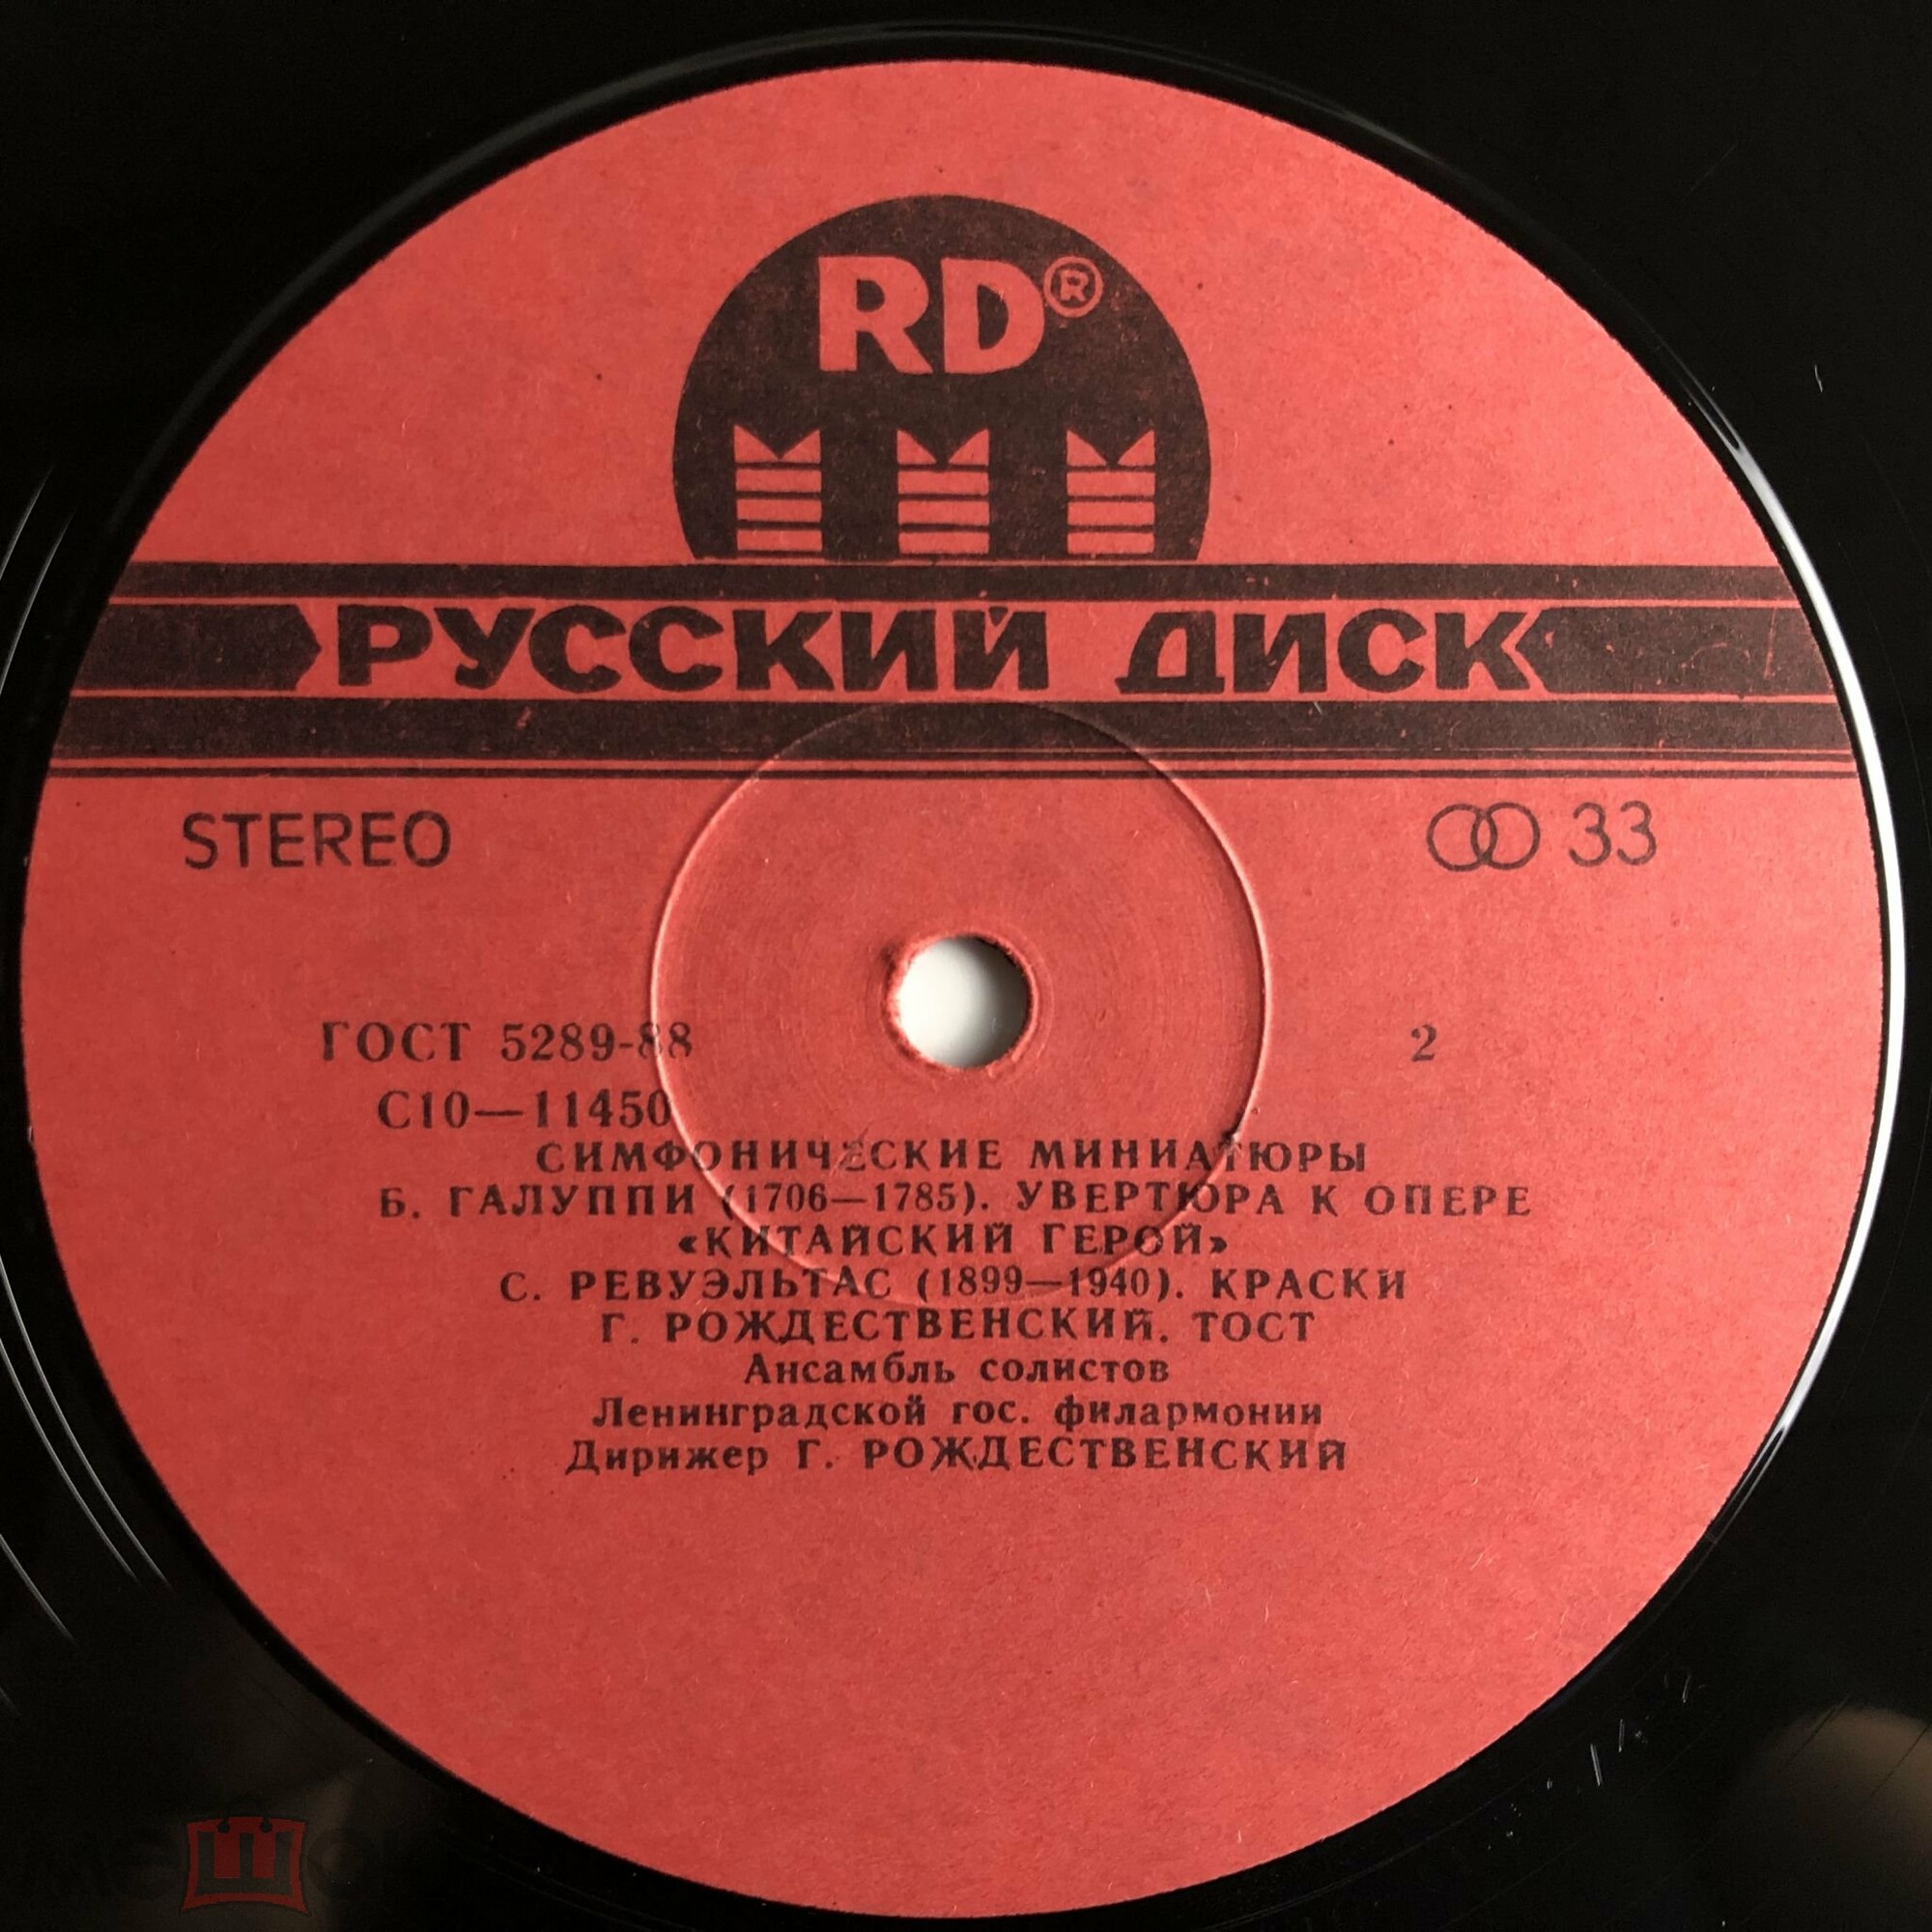 RD®
РУССКИЙ ДИСК
STEREO 33
ГОСТ 5289-88 2
С10—11450
СИМФОНИЧЕСКИЕ МИНИАТЮРЫ
Б. ГАЛУППИ (1706—1785). УВЕРТЮРА К ОПЕРЕ
«КИТАЙСКИЙ ГЕРОЙ»
С. РЕВУЭЛЬТАС (1899—1940). КРАСКИ
Г. РОЖДЕСТВЕНСКИЙ. ТОСТ
Ансамбль солистов
Ленинградской гос. филармонии
Дирижер Г. РОЖДЕСТВЕНСКИЙ